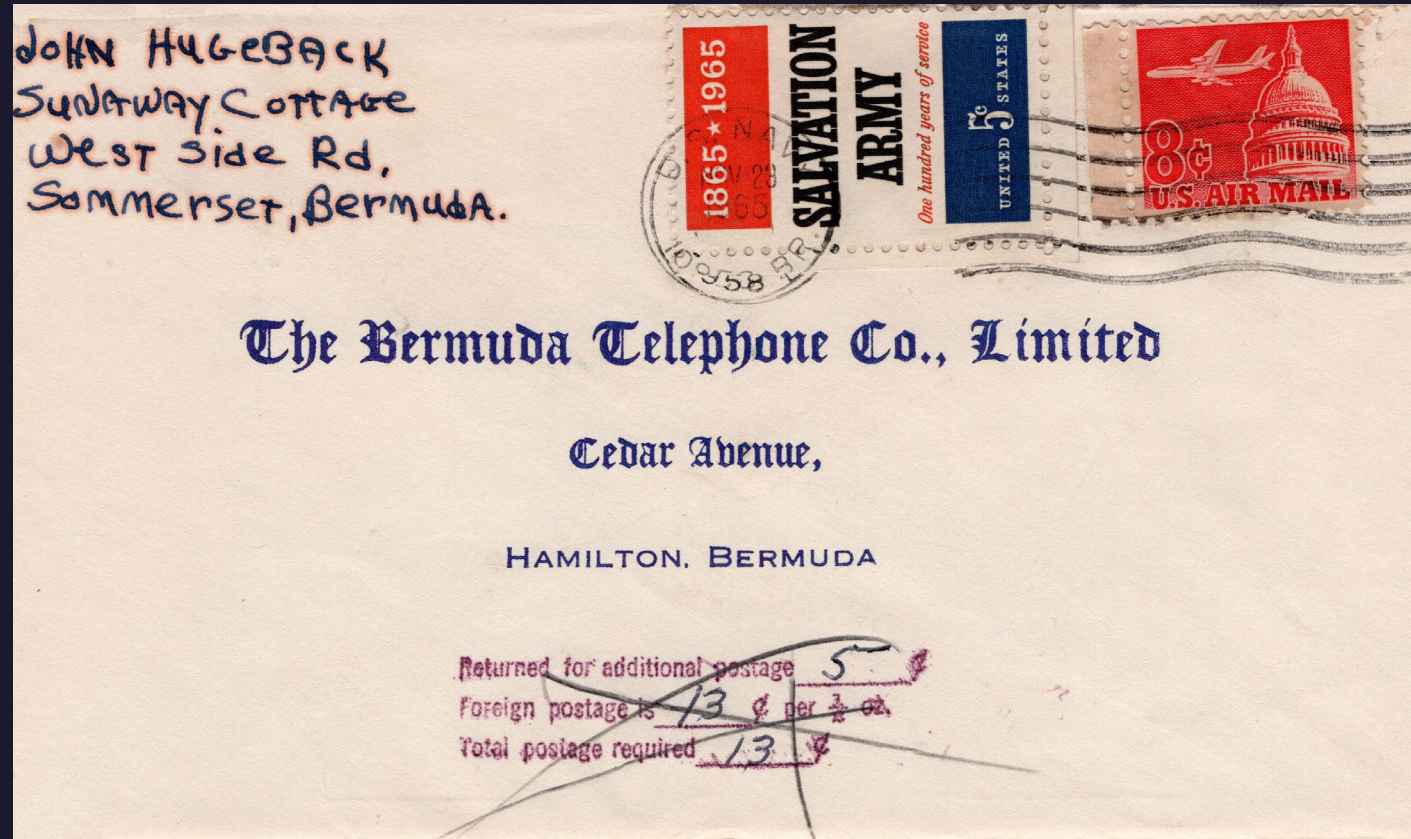 JOHN HUGEBACK
SUNAWAY COTTAGE
West Side Rd,
Sommerset, Bermuda.
1865★1965
SALVATION
ARMY
One hundred years of service
UNITED 5c STATES
8¢
U.S. AIR MAIL
10958 BR.
The Bermuda Telephone Co., Limited
Cedar Avenue,
HAMILTON, BERMUDA
Returned for additional postage 5 ¢
Foreign postage is 13 ¢ per ½ oz.
Total postage required 13 ¢